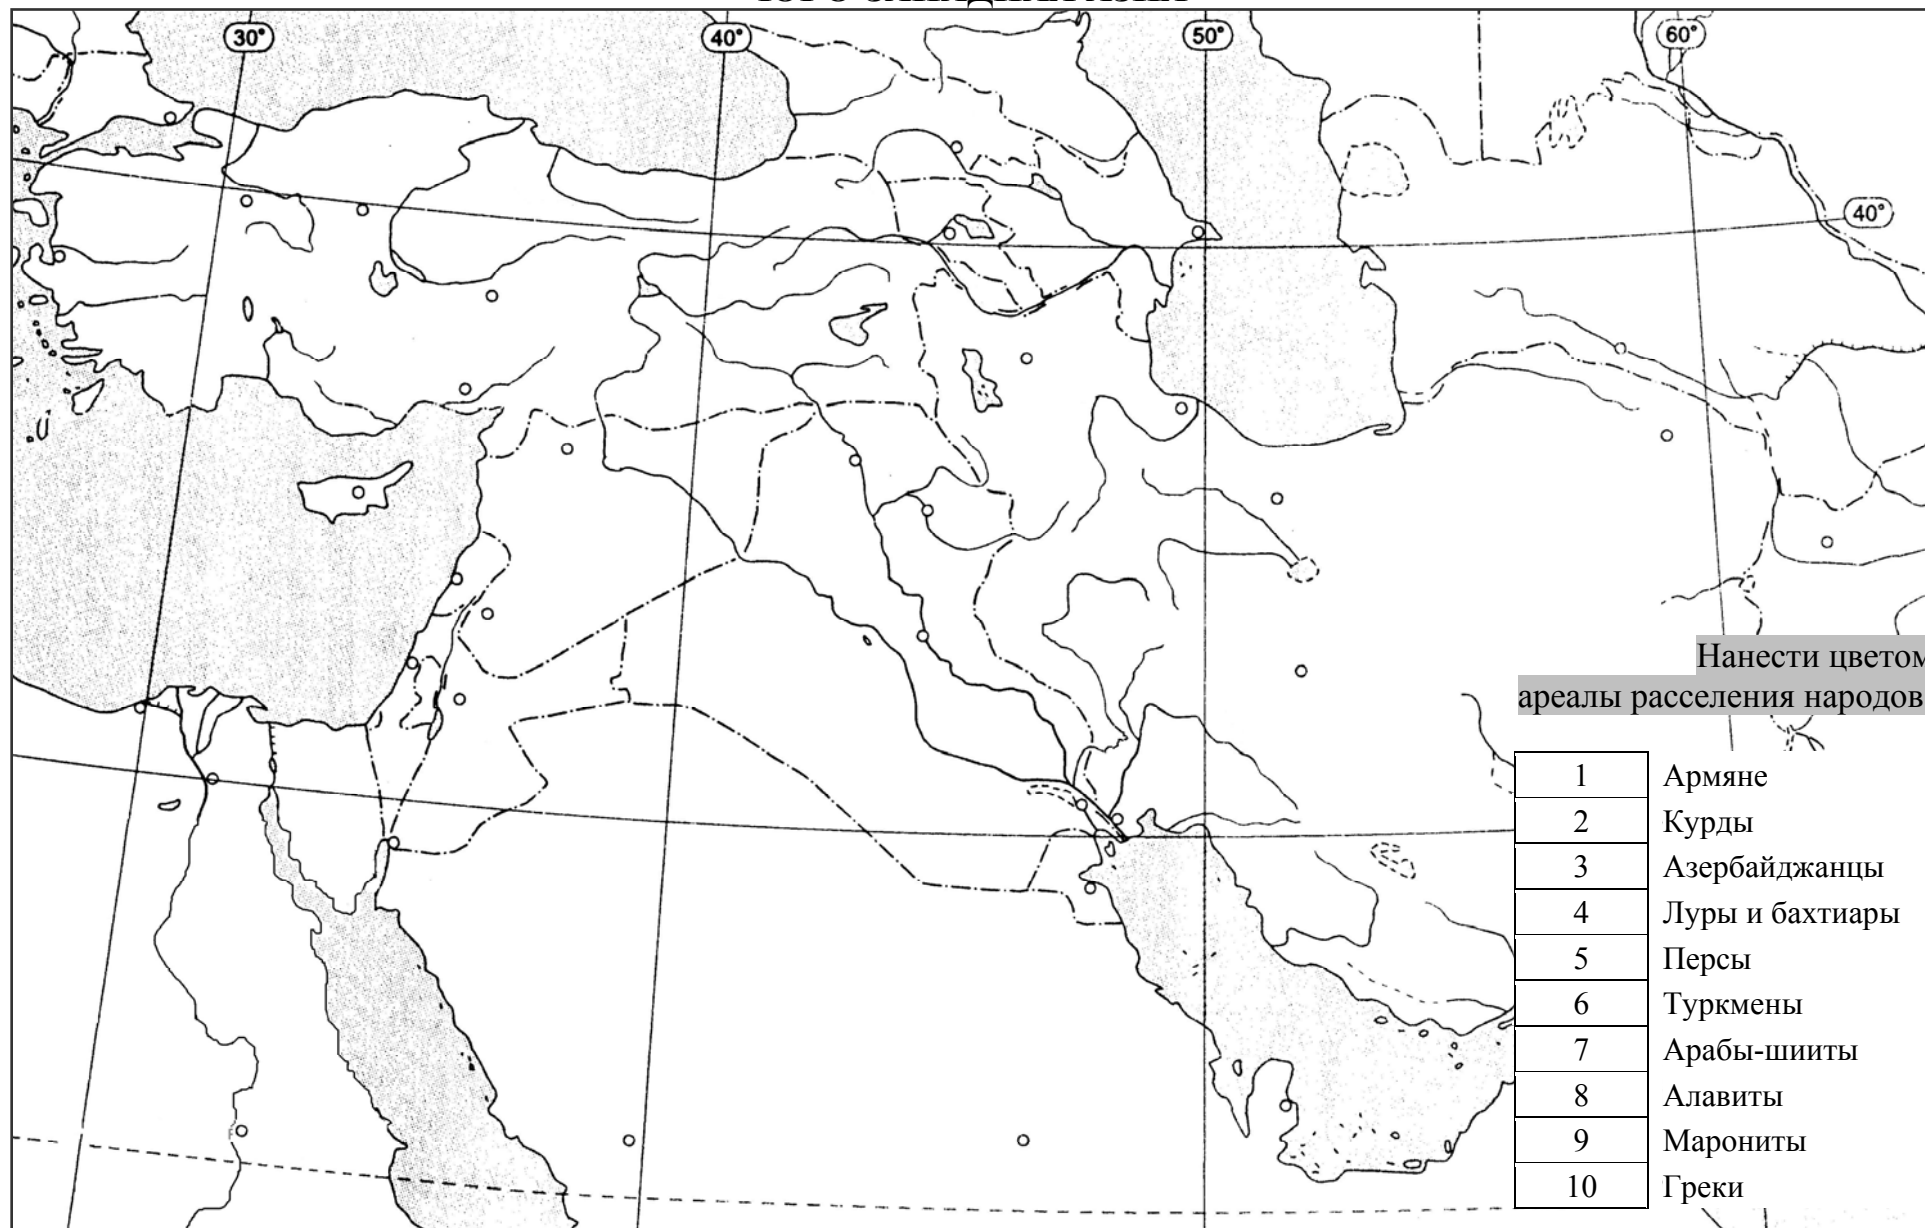 30°
40°
50°
60°
40°
Нанести цветом
ареалы расселения народов
1 Армяне
2 Курды
3 Азербайджанцы
4 Луры и бахтиары
5 Персы
6 Туркмены
7 Арабы-шииты
8 Алавиты
9 Марониты
10 Греки